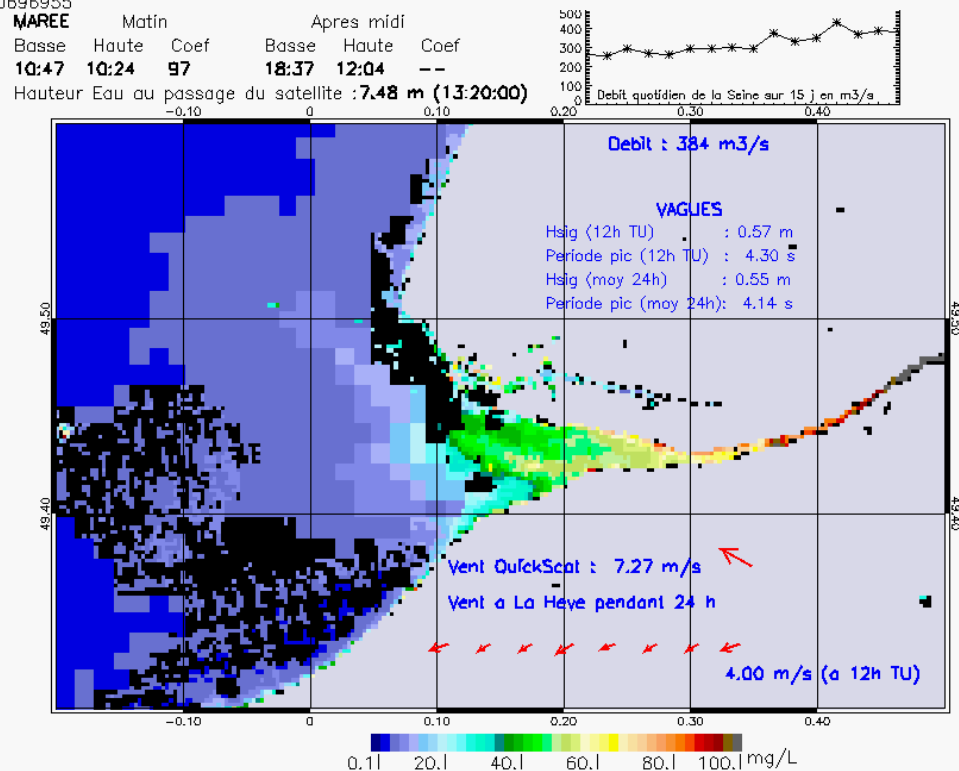 MAREE Matin Apres midi
Basse Haute Coef Basse Haute Coef
10:47 10:24 97 18:37 12:04 --
Hauteur Eau au passage du satellite : 7.48 m (13:20:00)
500
400
300
200
100
0
Debit quotidien de la Seine sur 15 j en m3/s
-0.10 0 0.10 0.20 0.30 0.40
Debit : 384 m3/s
VAGUES
Hsig (12h TU) : 0.57 m
Periode pic (12h TU) : 4.30 s
Hsig (moy 24h) : 0.55 m
Periode pic (moy 24h): 4.14 s
49.50 49.50
49.40 49.40
Vent QuickScat : 7.27 m/s
Vent a La Heve pendant 24 h
4.00 m/s (a 12h TU)
-0.10 0 0.10 0.20 0.30 0.40
0.1 20. 40. 60. 80. 100. mg/L